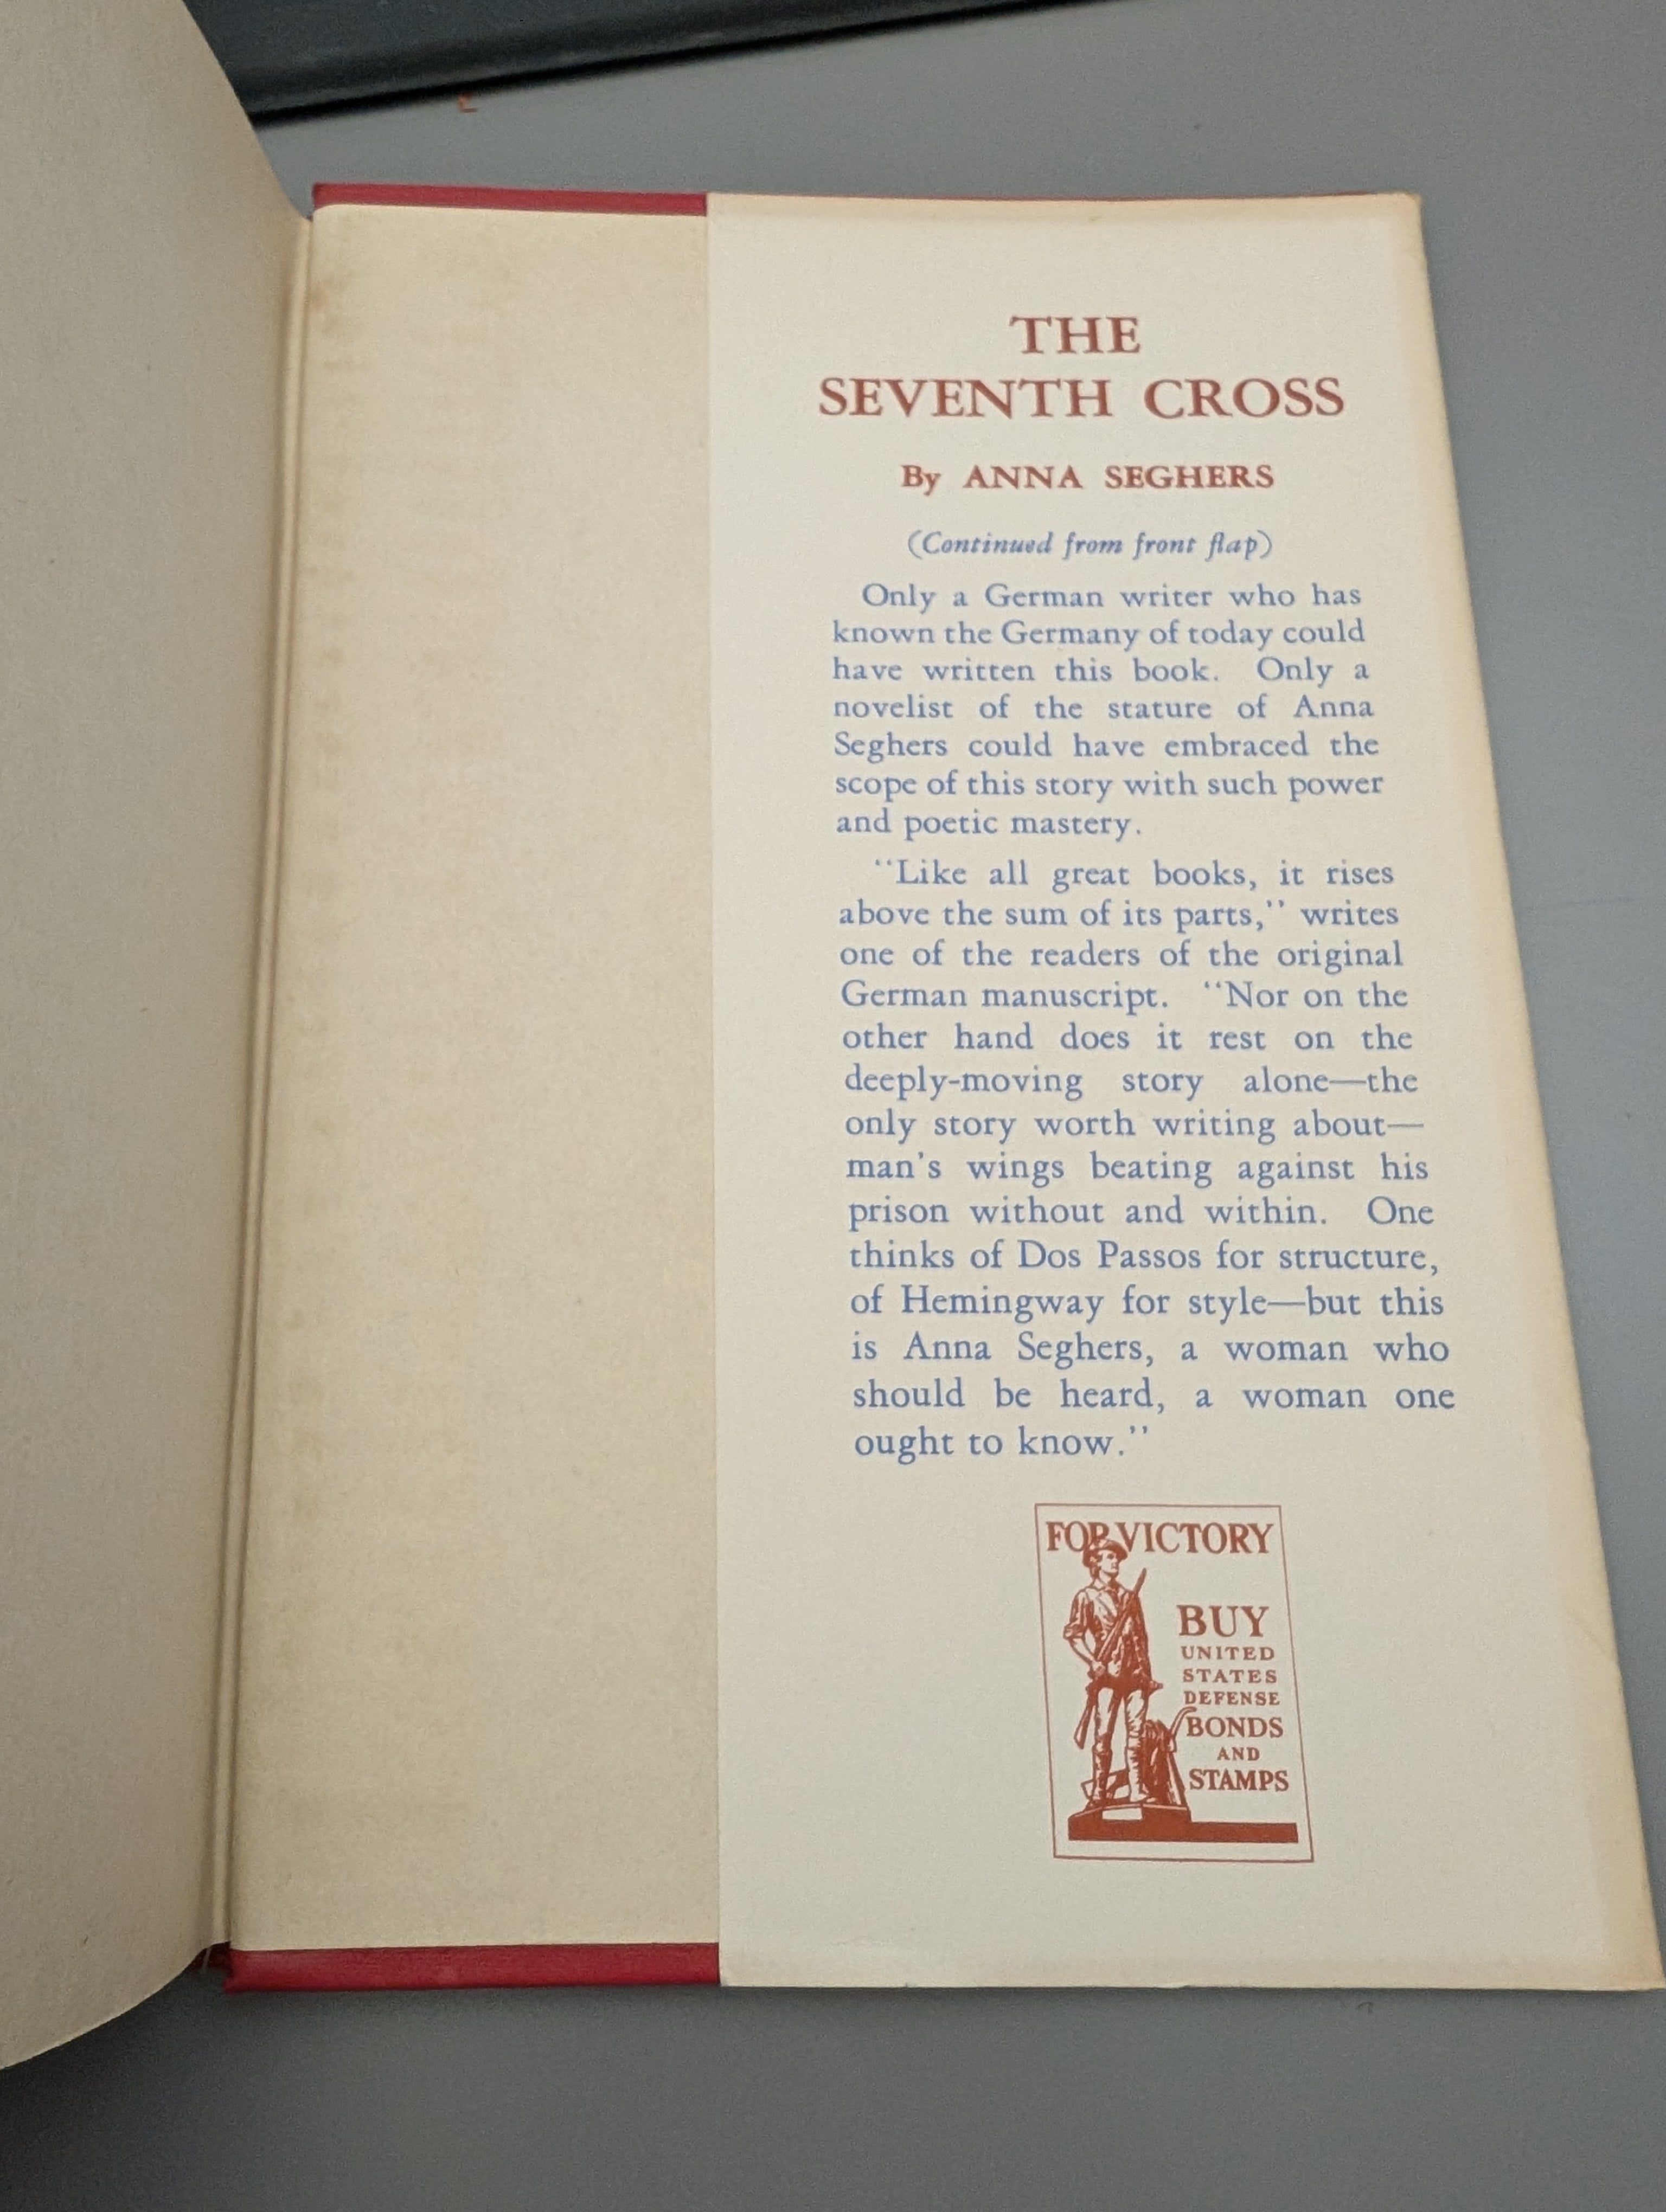 THE
SEVENTH CROSS
By ANNA SEGHERS
(Continued from front flap)
Only a German writer who has
known the Germany of today could
have written this book. Only a
novelist of the stature of Anna
Seghers could have embraced the
scope of this story with such power
and poetic mastery.
"Like all great books, it rises
above the sum of its parts," writes
one of the readers of the original
German manuscript. "Nor on the
other hand does it rest on the
deeply-moving story alone—the
only story worth writing about—
man's wings beating against his
prison without and within. One
thinks of Dos Passos for structure,
of Hemingway for style—but this
is Anna Seghers, a woman who
should be heard, a woman one
ought to know."
FOR VICTORY
BUY
UNITED
STATES
DEFENSE
BONDS
AND
STAMPS